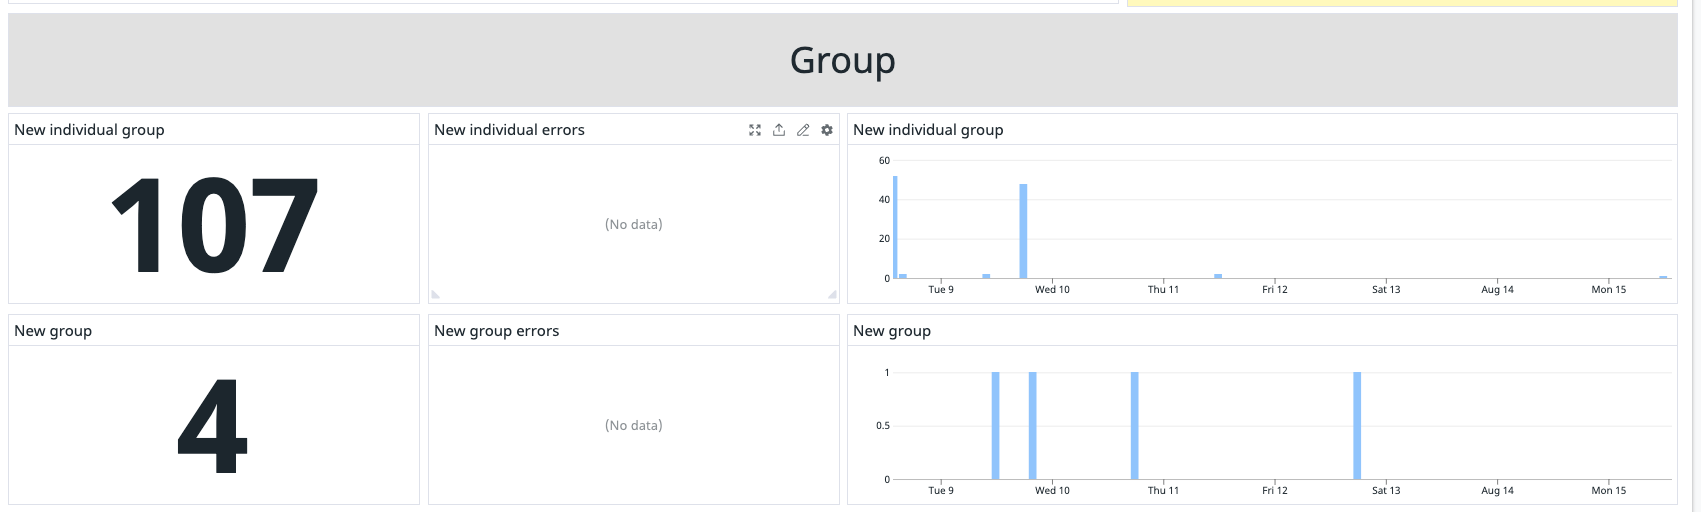 Group
New individual group
New individual errors
New individual group
107
(No data)
60
40
20
0
Tue 9 Wed 10 Thu 11 Fri 12 Sat 13 Aug 14 Mon 15
New group
New group errors
New group
4
(No data)
1
0.5
0
Tue 9 Wed 10 Thu 11 Fri 12 Sat 13 Aug 14 Mon 15